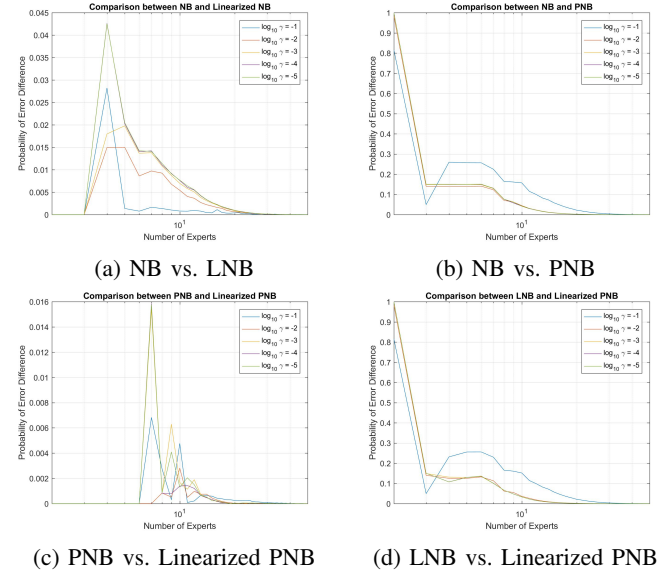 Comparison between NB and Linearized NB
0.045
0.04
0.035
0.03
0.025
0.02
0.015
0.01
0.005
0
Probability of Error Difference
10^1
Number of Experts
log10 γ = -1
log10 γ = -2
log10 γ = -3
log10 γ = -4
log10 γ = -5
(a) NB vs. LNB
Comparison between NB and PNB
1
0.9
0.8
0.7
0.6
0.5
0.4
0.3
0.2
0.1
0
Probability of Error Difference
10^1
Number of Experts
log10 γ = -1
log10 γ = -2
log10 γ = -3
log10 γ = -4
log10 γ = -5
(b) NB vs. PNB
Comparison between PNB and Linearized PNB
0.016
0.014
0.012
0.01
0.008
0.006
0.004
0.002
0
Probability of Error Difference
10^1
Number of Experts
log10 γ = -1
log10 γ = -2
log10 γ = -3
log10 γ = -4
log10 γ = -5
(c) PNB vs. Linearized PNB
Comparison between LNB and Linearized PNB
1
0.9
0.8
0.7
0.6
0.5
0.4
0.3
0.2
0.1
0
Probability of Error Difference
10^1
Number of Experts
log10 γ = -1
log10 γ = -2
log10 γ = -3
log10 γ = -4
log10 γ = -5
(d) LNB vs. Linearized PNB